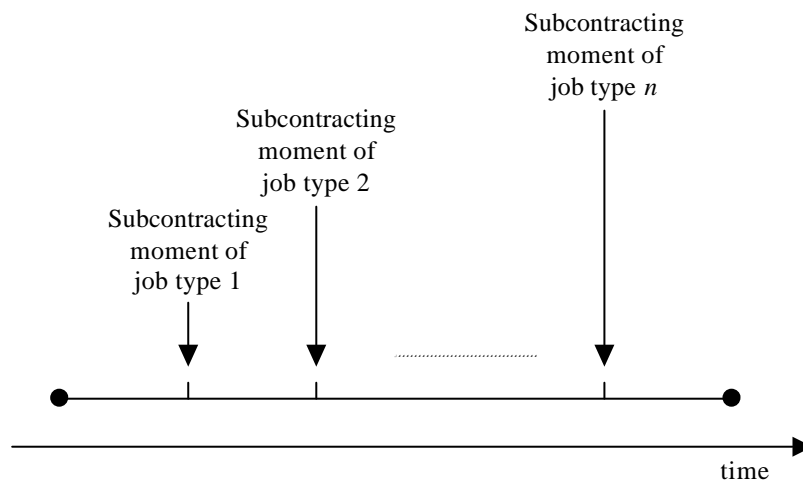 Subcontracting
moment of
job type n
Subcontracting
moment of
job type 2
Subcontracting
moment of
job type 1
time